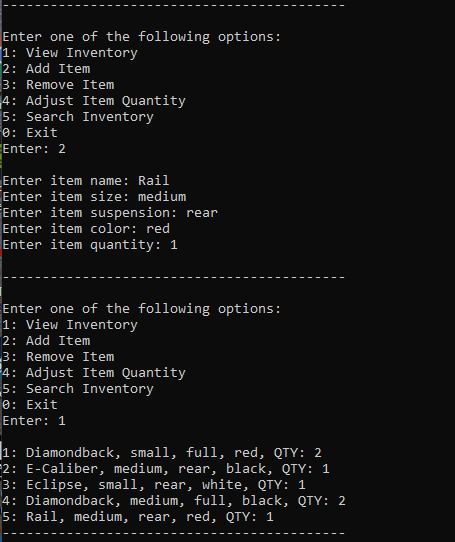 -------------------------------------------
Enter one of the following options:
1: View Inventory
2: Add Item
3: Remove Item
4: Adjust Item Quantity
5: Search Inventory
0: Exit
Enter: 2
Enter item name: Rail
Enter item size: medium
Enter item suspension: rear
Enter item color: red
Enter item quantity: 1
-------------------------------------------
Enter one of the following options:
1: View Inventory
2: Add Item
3: Remove Item
4: Adjust Item Quantity
5: Search Inventory
0: Exit
Enter: 1
1: Diamondback, small, full, red, QTY: 2
2: E-Caliber, medium, rear, black, QTY: 1
3: Eclipse, small, rear, white, QTY: 1
4: Diamondback, medium, full, black, QTY: 2
5: Rail, medium, rear, red, QTY: 1
-------------------------------------------